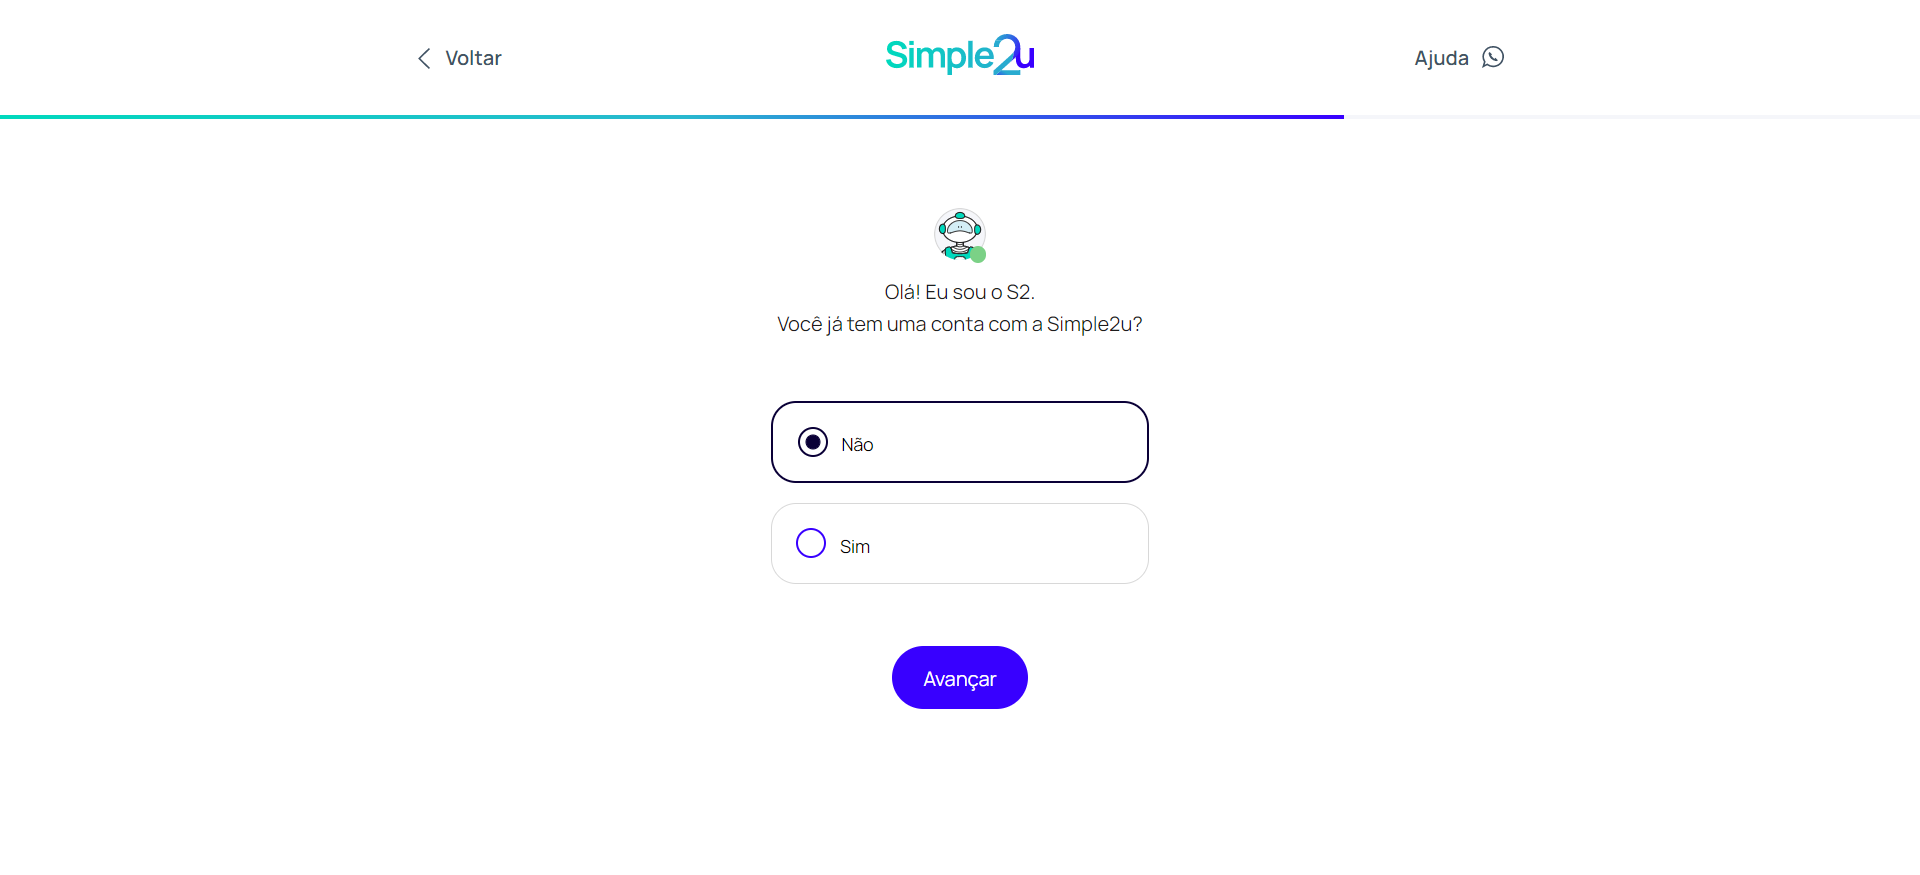 Voltar
Simple2u
Ajuda
Olá! Eu sou o S2.
Você já tem uma conta com a Simple2u?
Não
Sim
Avançar